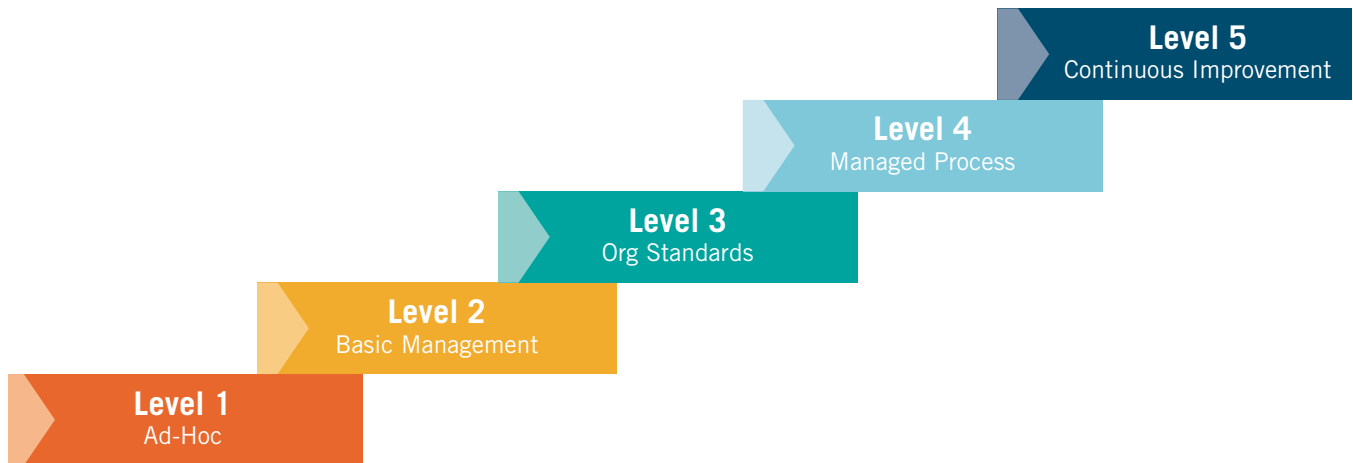 Level 5
Continuous Improvement
Level 4
Managed Process
Level 3
Org Standards
Level 2
Basic Management
Level 1
Ad-Hoc